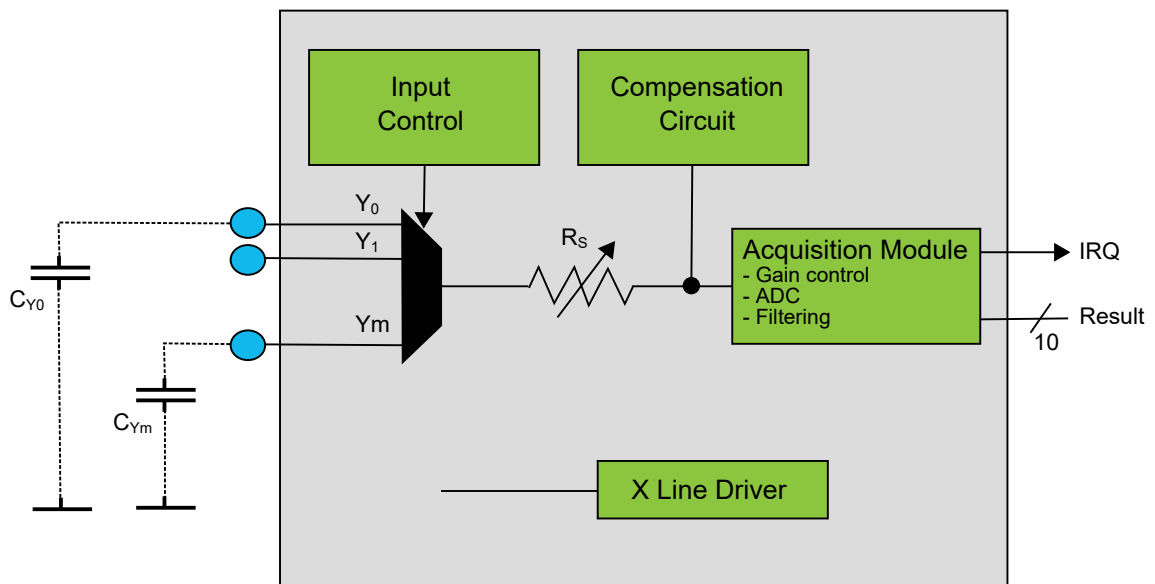 Input
Control
Compensation
Circuit
Y0
Y1
Ym
RS
Acquisition Module
- Gain control
- ADC
- Filtering
IRQ
Result
10
CY0
CYm
X Line Driver